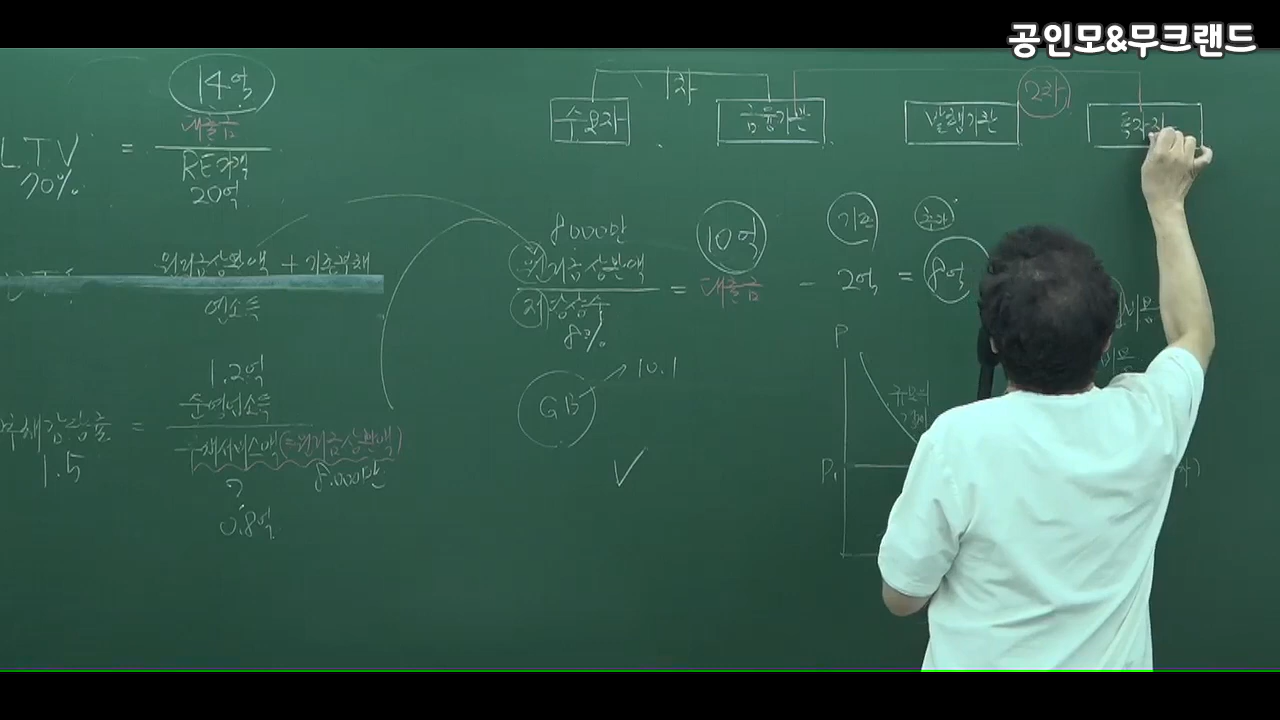 공인모&무크랜드
14억
대출금
LTV =
70%
RE가격
20억
원리금상환액 + 기존부채
연소득
1.2억
순영업소득
부채감당률 =
1.5
부채서비스액(=원리금상환액)
8,000만
?
0.8억
1차
2차
수요자
금융기관
발행기관
투자자
8000만
원리금상환액
저당상수
8%
=
10억
대출금
-
기존
2억
=
추가
8억
GB
10.1
V
P
P₁